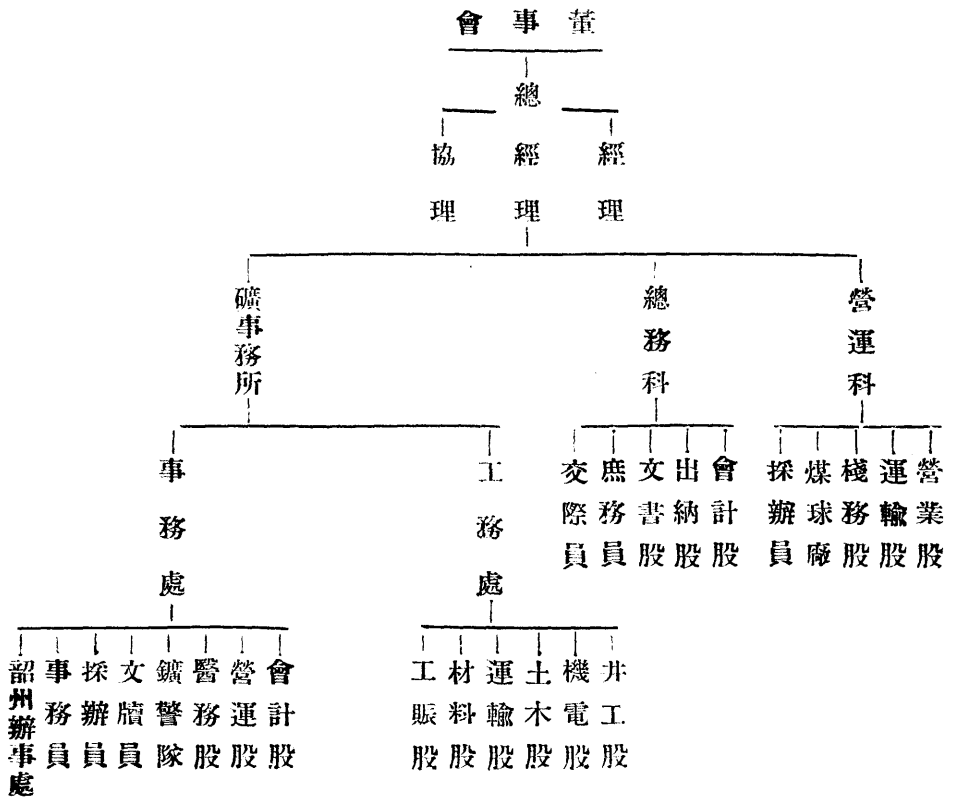 董事會
總經理
經理
協理
營運科
總務科
礦事務所
營業股
運輸股
棧務股
煤球廠
採辦員
會計股
出納股
文書股
庶務員
交際員
工務處
事務處
井工股
機電股
土木股
運輸股
材料股
工賬股
會計股
營運股
醫務股
鑛警隊
文牘員
採辦員
事務員
韶州辦事處